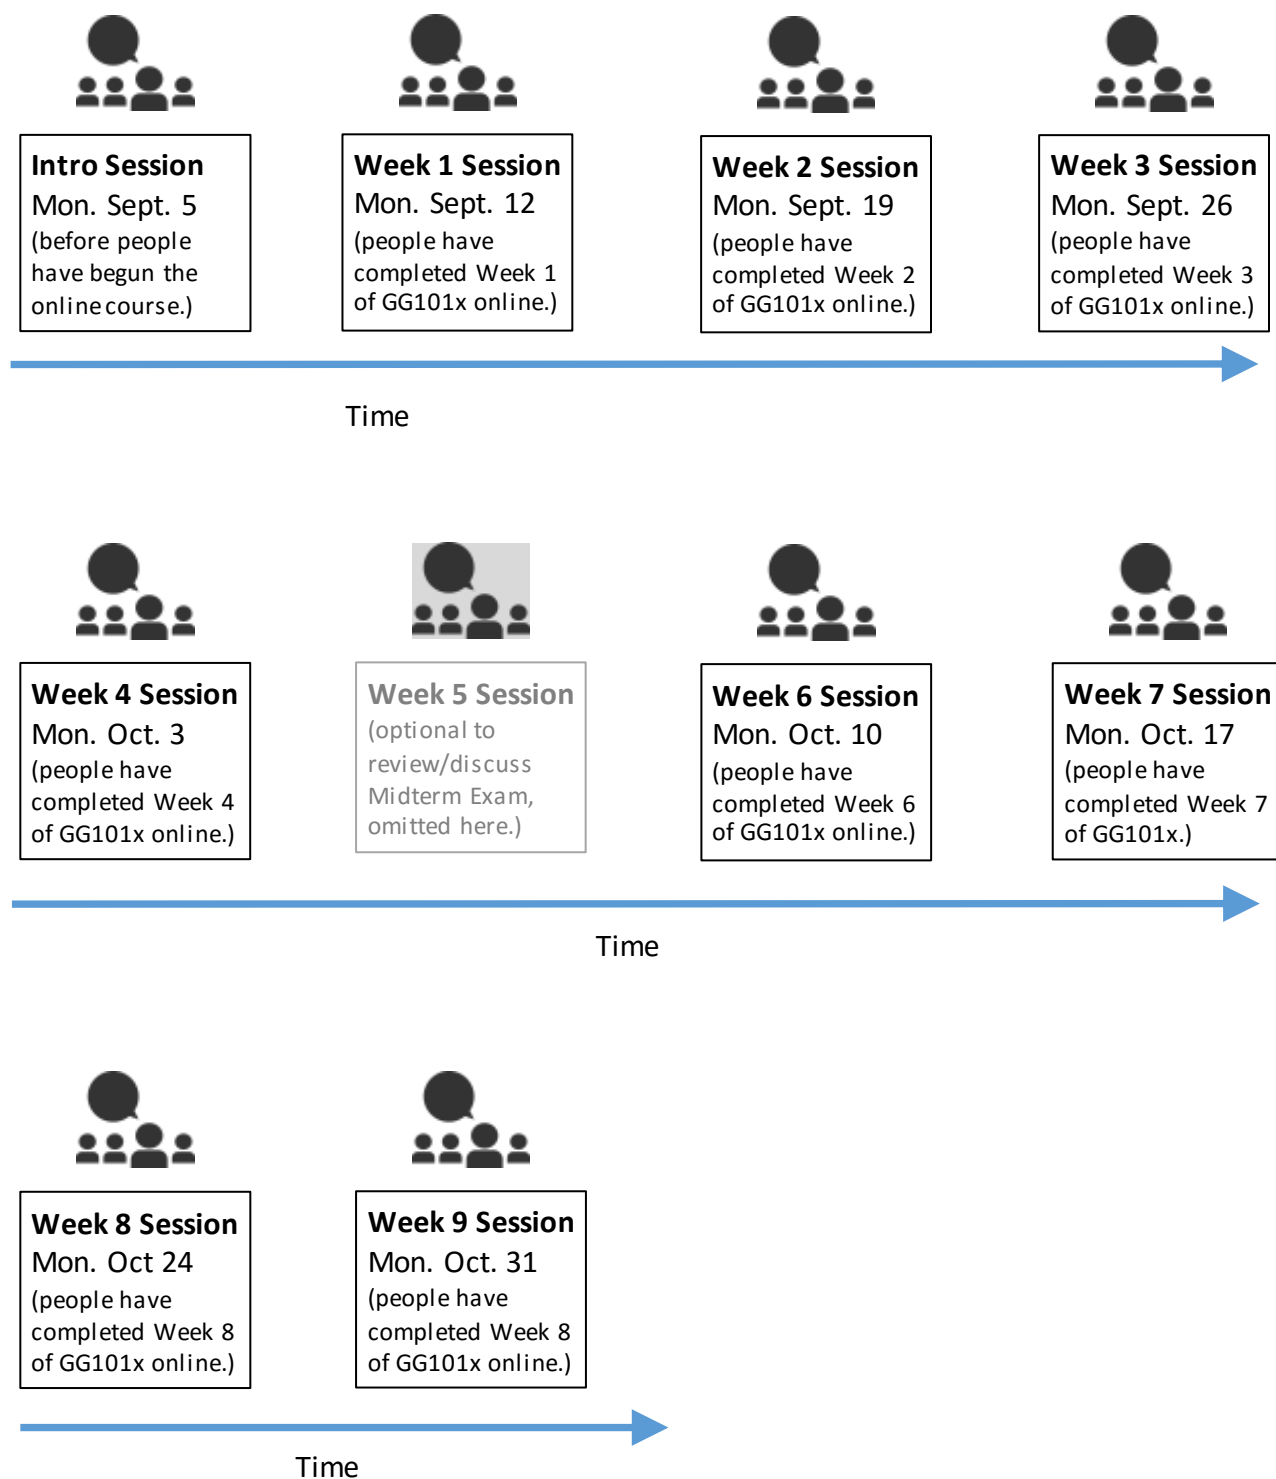 Intro Session
Mon. Sept. 5
(before people
have begun the
online course.)
Week 1 Session
Mon. Sept. 12
(people have
completed Week 1
of GG101x online.)
Week 2 Session
Mon. Sept. 19
(people have
completed Week 2
of GG101x online.)
Week 3 Session
Mon. Sept. 26
(people have
completed Week 3
of GG101x online.)
Time
Week 4 Session
Mon. Oct. 3
(people have
completed Week 4
of GG101x online.)
Week 5 Session
(optional to
review/discuss
Midterm Exam,
omitted here.)
Week 6 Session
Mon. Oct. 10
(people have
completed Week 6
of GG101x online.)
Week 7 Session
Mon. Oct. 17
(people have
completed Week 7
of GG101x.)
Time
Week 8 Session
Mon. Oct 24
(people have
completed Week 8
of GG101x online.)
Week 9 Session
Mon. Oct. 31
(people have
completed Week 8
of GG101x online.)
Time